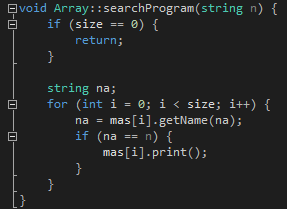 void Array::searchProgram(string n) {
    if (size == 0) {
        return;
    }

    string na;
    for (int i = 0; i < size; i++) {
        na = mas[i].getName(na);
        if (na == n) {
            mas[i].print();
        }
    }
}